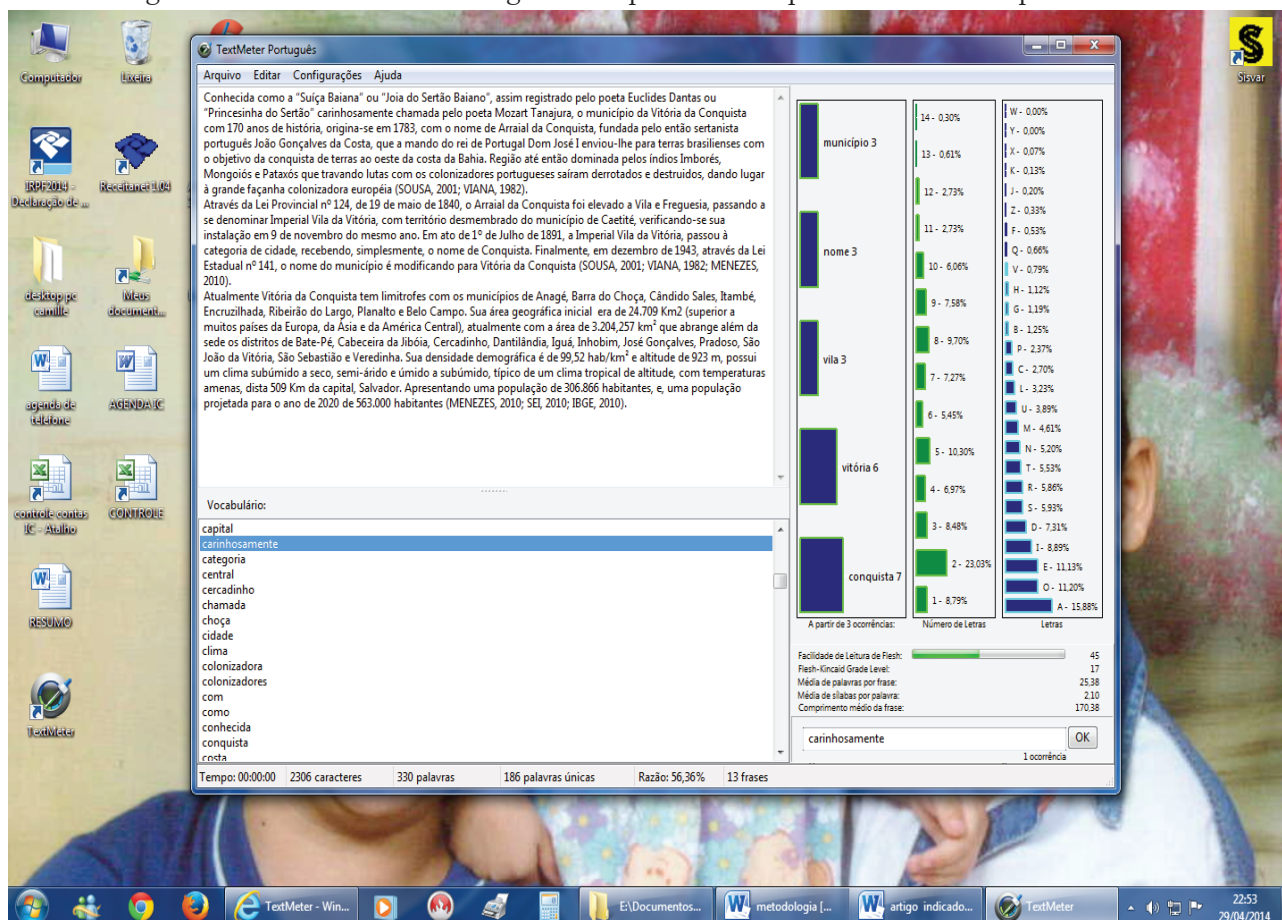 Computador
Lixeira
IRPF2014 -
Declaração de ...
Receitanet 1.04
desktop pc
camille
Meus
document...
agenda de
telefone
AGENDA IC
controle contas
IC - Atalho
CONTROLE
RESUMO
TextMeter
S
Sisvar
TextMeter Português
Arquivo Editar Configurações Ajuda
Conhecida como a "Suíça Baiana" ou "Joia do Sertão Baiano", assim registrado pelo poeta Euclides Dantas ou
"Princesinha do Sertão" carinhosamente chamada pelo poeta Mozart Tanajura, o município da Vitória da Conquista
com 170 anos de história, origina-se em 1783, com o nome de Arraial da Conquista, fundada pelo então sertanista
português João Gonçalves da Costa, que a mando do rei de Portugal Dom José I enviou-lhe para terras brasilienses com
o objetivo da conquista de terras ao oeste da costa da Bahia. Região até então dominada pelos índios Imborés,
Mongoiós e Pataxós que travando lutas com os colonizadores portugueses saíram derrotados e destruidos, dando lugar
à grande façanha colonizadora européia (SOUSA, 2001; VIANA, 1982).
Através da Lei Provincial nº 124, de 19 de maio de 1840, o Arraial da Conquista foi elevado a Vila e Freguesia, passando a
se denominar Imperial Vila da Vitória, com território desmembrado do município de Caetité, verificando-se sua
instalação em 9 de novembro do mesmo ano. Em ato de 1º de Julho de 1891, a Imperial Vila da Vitória, passou à
categoria de cidade, recebendo, simplesmente, o nome de Conquista. Finalmente, em dezembro de 1943, através da Lei
Estadual nº 141, o nome do município é modificando para Vitória da Conquista (SOUSA, 2001; VIANA, 1982; MENEZES,
2010).
Atualmente Vitória da Conquista tem limitrofes com os municípios de Anagé, Barra do Choça, Cândido Sales, Itambé,
Encruzilhada, Ribeirão do Largo, Planalto e Belo Campo. Sua área geográfica inicial era de 24.709 Km2 (superior a
muitos países da Europa, da Ásia e da América Central), atualmente com a área de 3.204,257 km² que abrange além da
sede os distritos de Bate-Pé, Cabeceira da Jibóia, Cercadinho, Dantilândia, Iguá, Inhobim, José Gonçalves, Pradoso, São
João da Vitória, São Sebastião e Veredinha. Sua densidade demográfica é de 99,52 hab/km² e altitude de 923 m, possui
um clima subúmido a seco, semi-árido e úmido a subúmido, típico de um clima tropical de altitude, com temperaturas
amenas, dista 509 Km da capital, Salvador. Apresentando uma população de 306.866 habitantes, e, uma população
projetada para o ano de 2020 de 563.000 habitantes (MENEZES, 2010; SEI, 2010; IBGE, 2010).
Vocabulário:
capital
carinhosamente
categoria
central
cercadinho
chamada
choça
cidade
clima
colonizadora
colonizadores
com
como
conhecida
conquista
costa
município 3
nome 3
vila 3
vitória 6
conquista 7
A partir de 3 ocorrências:
14 - 0,30%
13 - 0,61%
12 - 2,73%
11 - 2,73%
10 - 6,06%
9 - 7,58%
8 - 9,70%
7 - 7,27%
6 - 5,45%
5 - 10,30%
4 - 6,97%
3 - 8,48%
2 - 23,03%
1 - 8,79%
Número de Letras
W - 0,00%
Y - 0,00%
X - 0,07%
K - 0,13%
J - 0,20%
Z - 0,33%
F - 0,53%
Q - 0,66%
V - 0,79%
H - 1,12%
G - 1,19%
B - 1,25%
P - 2,37%
C - 2,70%
L - 3,23%
U - 3,89%
M - 4,61%
N - 5,20%
T - 5,53%
R - 5,86%
S - 5,93%
D - 7,31%
I - 8,89%
E - 11,13%
O - 11,20%
A - 15,88%
Letras
Facilidade de Leitura de Flesh: 45
Flesh-Kincaid Grade Level: 17
Média de palavras por frase: 25,38
Média de sílabas por palavra: 2,10
Comprimento médio da frase: 170,38
carinhosamente OK
1 ocorrência
Tempo: 00:00:00 2306 caracteres 330 palavras 186 palavras únicas Razão: 56,36% 13 frases
TextMeter - Win... E:\Documentos... metodologia [... artigo indicado... TextMeter
22:53
29/04/2014